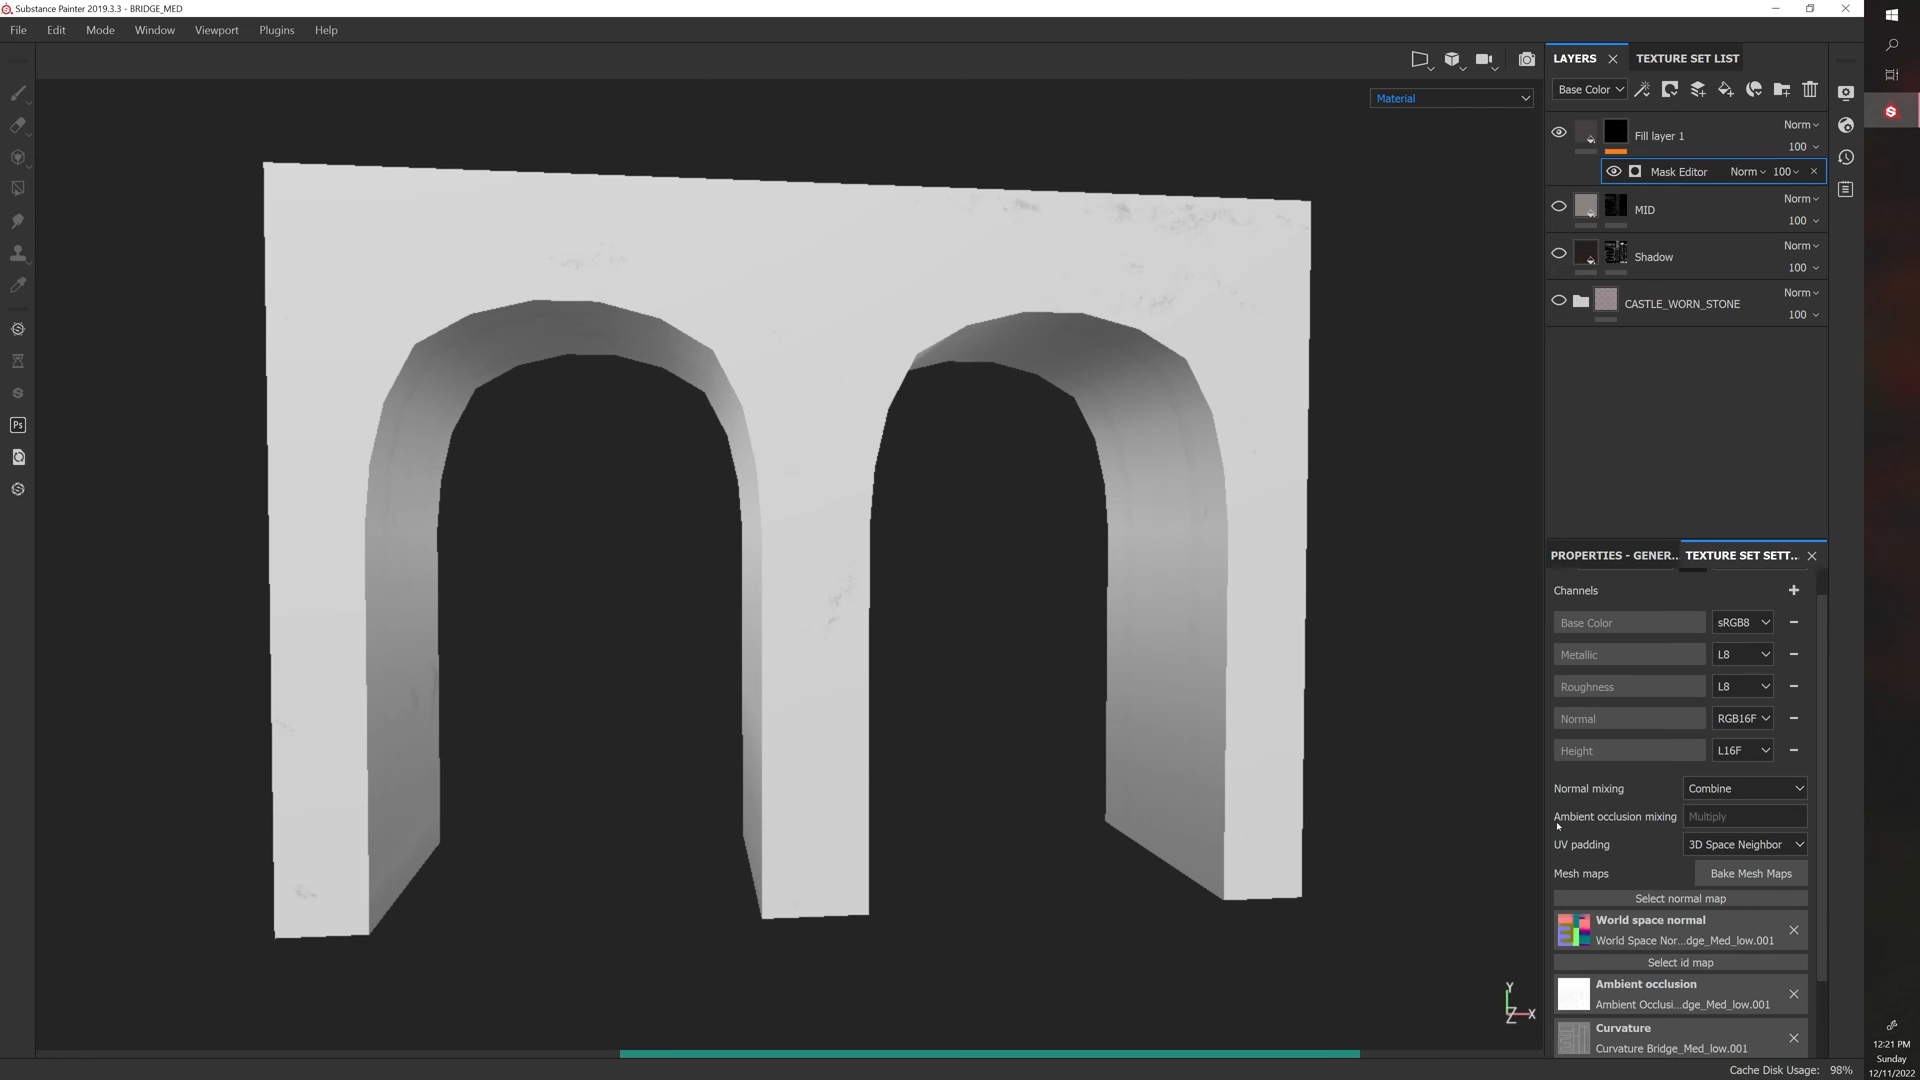 Substance Painter 2019.3.3 - BRIDGE_MED
File Edit Mode Window Viewport Plugins Help
Material
LAYERS TEXTURE SET LIST
Base Color
Fill layer 1 Norm
100
Mask Editor Norm 100
MID Norm
100
Shadow Norm
100
CASTLE_WORN_STONE Norm
100
PROPERTIES - GENER.. TEXTURE SET SETT...
Channels
Base Color sRGB8
Metallic L8
Roughness L8
Normal RGB16F
Height L16F
Normal mixing Combine
Ambient occlusion mixing Multiply
UV padding 3D Space Neighbor
Mesh maps Bake Mesh Maps
Select normal map
World space normal
World Space Nor...dge_Med_low.001
Select id map
Ambient occlusion
Ambient Occlusi...dge_Med_low.001
Curvature
Curvature Bridge_Med_low.001
Ps
Y
Z X
Cache Disk Usage: 98%
12:21 PM
Sunday
12/11/2022